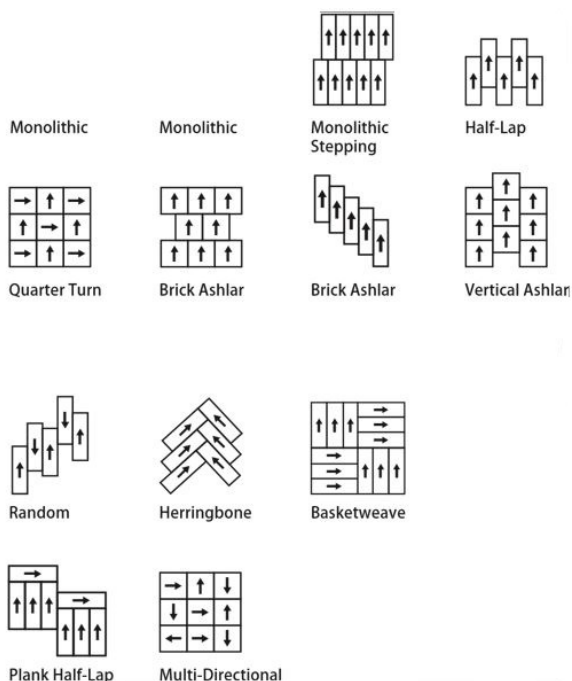 Monolithic
Monolithic
Monolithic
Stepping
Half-Lap
Quarter Turn
Brick Ashlar
Brick Ashlar
Vertical Ashlar
Random
Herringbone
Basketweave
Plank Half-Lap
Multi-Directional